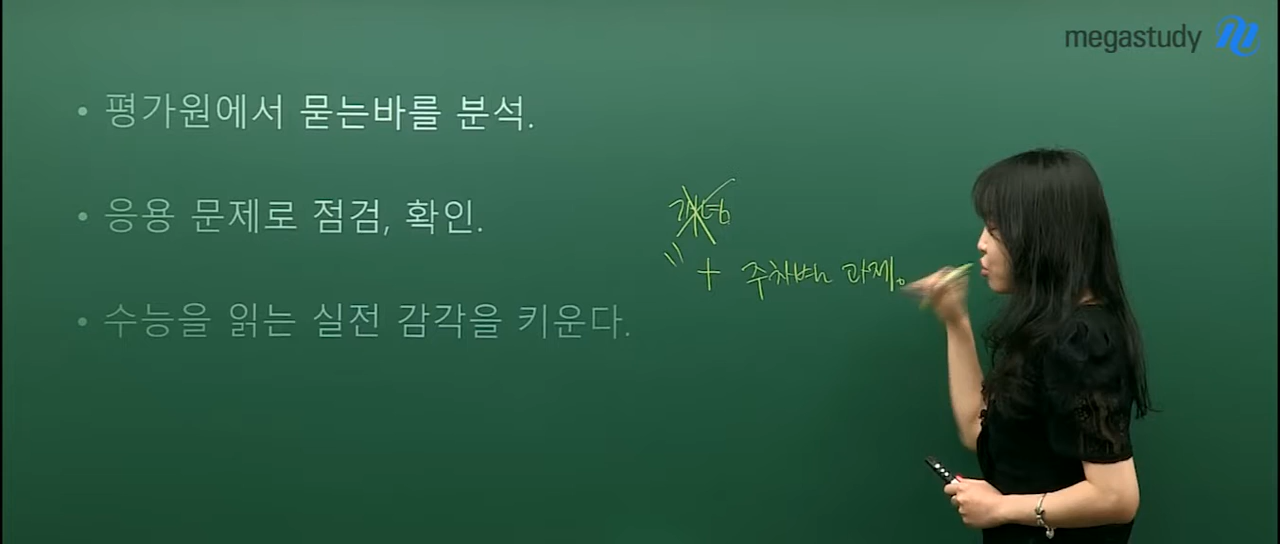 megastudy
• 평가원에서 묻는바를 분석.
• 응용 문제로 점검, 확인.
• 수능을 읽는 실전 감각을 키운다.
개념
+ 주차별 과제.